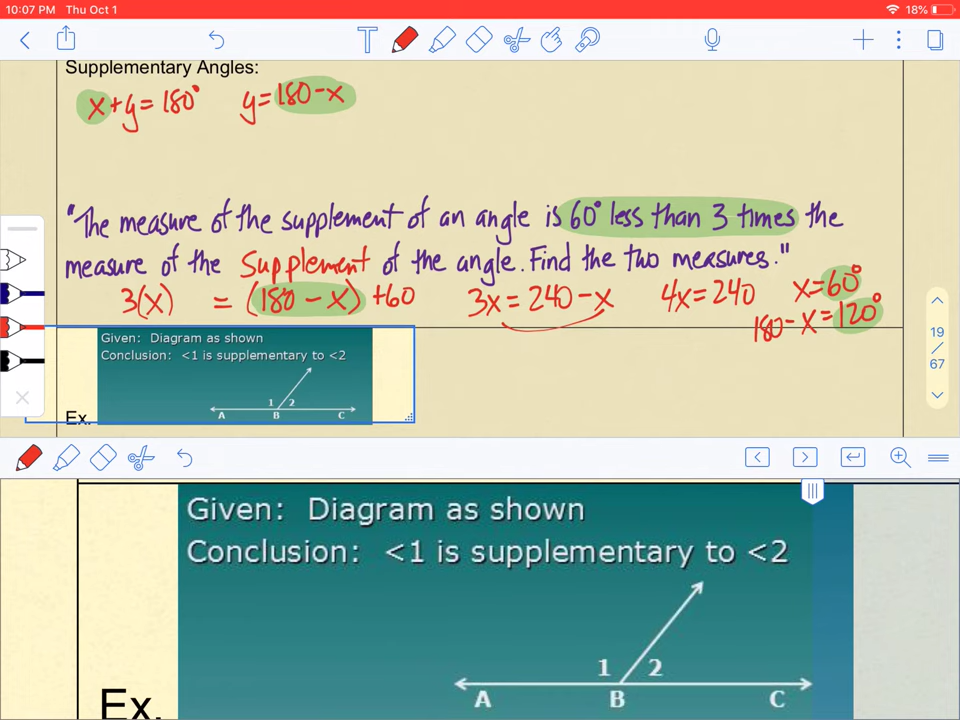 10:07 PM Thu Oct 1
18%
T
Supplementary Angles:
x+y=180° y=180-x
"The measure of the supplement of an angle is 60° less than 3 times the
measure of the supplement of the angle. Find the two measures."
3(x) = (180-x)+60 3x=240-x 4x=240 x=60°
180-x=120°
Given: Diagram as shown
Conclusion: <1 is supplementary to <2
1 2
A B C
Ex.
19
/
67
Given: Diagram as shown
Conclusion: <1 is supplementary to <2
1 2
A B C
Ex.